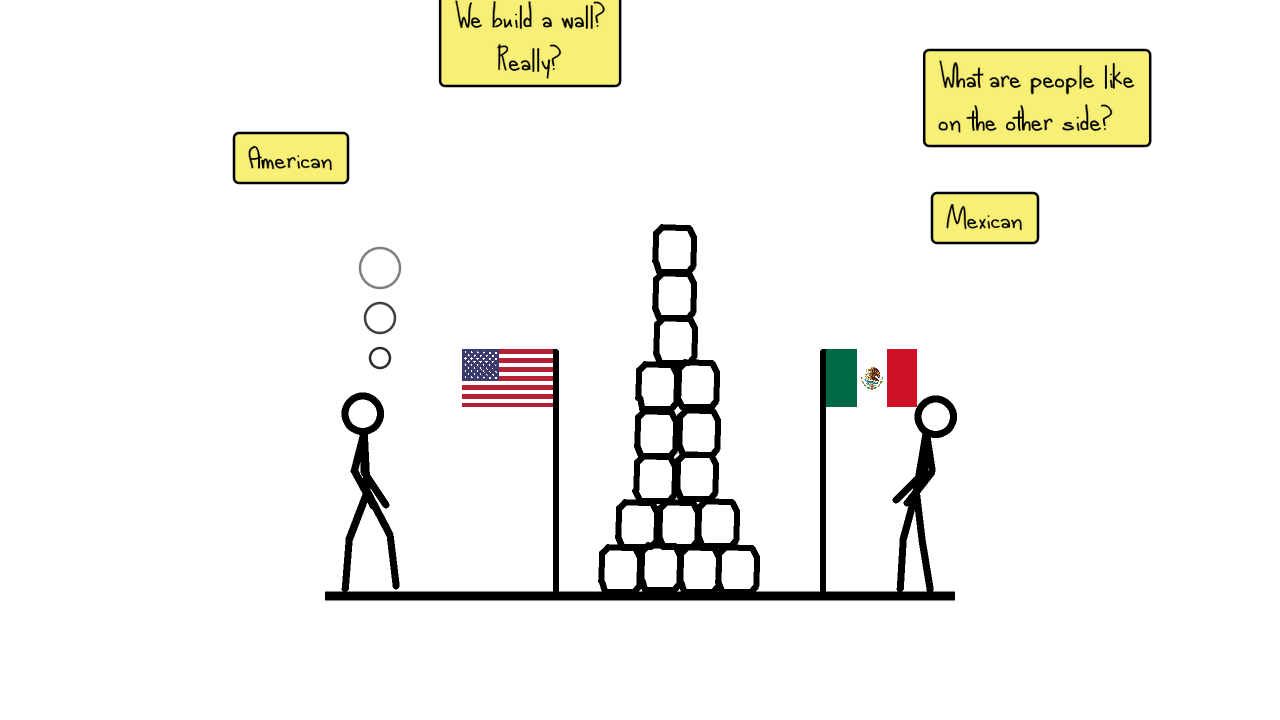 We build a wall?
Really?
What are people like
on the other side?
American
Mexican